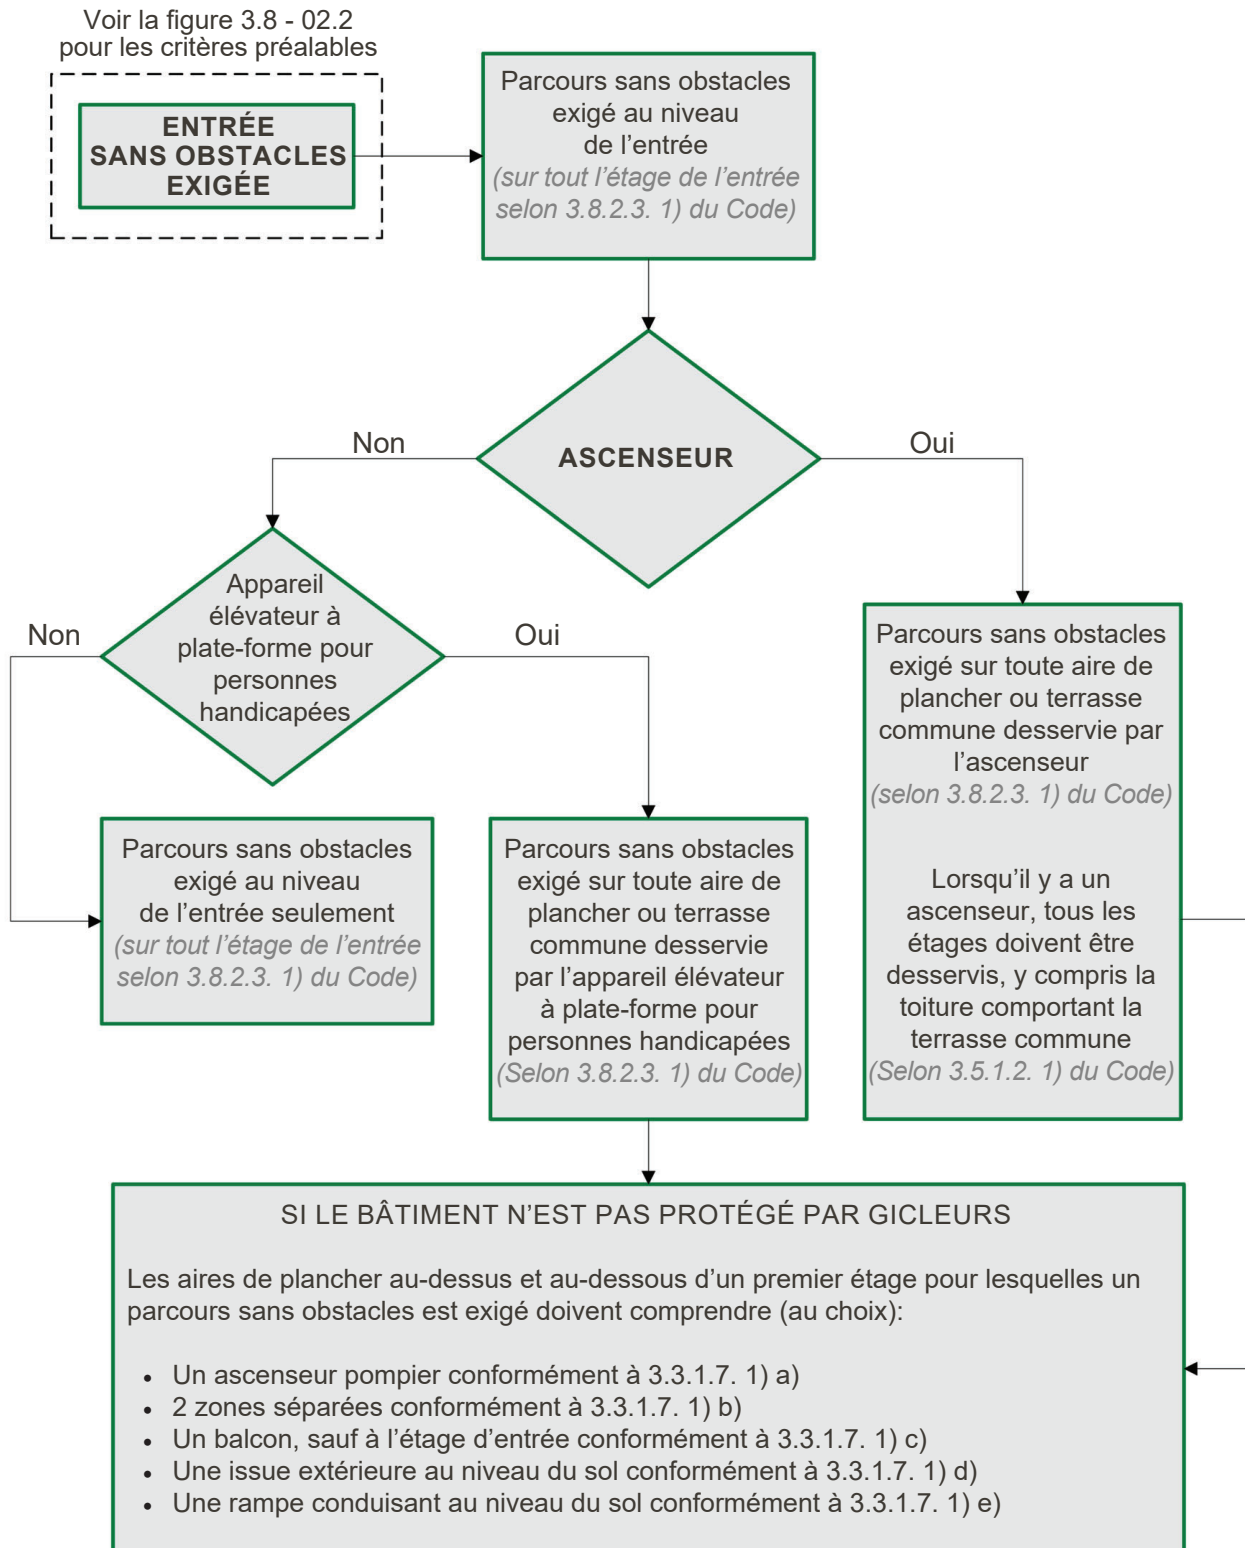 Voir la figure 3.8 - 02.2
pour les critères préalables
ENTRÉE
SANS OBSTACLES
EXIGÉE
Parcours sans obstacles
exigé au niveau
de l’entrée
(sur tout l’étage de l’entrée
selon 3.8.2.3. 1) du Code)
ASCENSEUR
Non
Oui
Appareil
élévateur à
plate-forme pour
personnes
handicapées
Non
Oui
Parcours sans obstacles
exigé au niveau
de l’entrée seulement
(sur tout l’étage de l’entrée
selon 3.8.2.3. 1) du Code)
Parcours sans obstacles
exigé sur toute aire de
plancher ou terrasse
commune desservie
par l’appareil élévateur
à plate-forme pour
personnes handicapées
(Selon 3.8.2.3. 1) du Code)
Parcours sans obstacles
exigé sur toute aire de
plancher ou terrasse
commune desservie par
l’ascenseur
(selon 3.8.2.3. 1) du Code)
Lorsqu’il y a un
ascenseur, tous les
étages doivent être
desservis, y compris la
toiture comportant la
terrasse commune
(Selon 3.5.1.2. 1) du Code)
SI LE BÂTIMENT N’EST PAS PROTÉGÉ PAR GICLEURS
Les aires de plancher au-dessus et au-dessous d’un premier étage pour lesquelles un
parcours sans obstacles est exigé doivent comprendre (au choix):
• Un ascenseur pompier conformément à 3.3.1.7. 1) a)
• 2 zones séparées conformément à 3.3.1.7. 1) b)
• Un balcon, sauf à l’étage d’entrée conformément à 3.3.1.7. 1) c)
• Une issue extérieure au niveau du sol conformément à 3.3.1.7. 1) d)
• Une rampe conduisant au niveau du sol conformément à 3.3.1.7. 1) e)